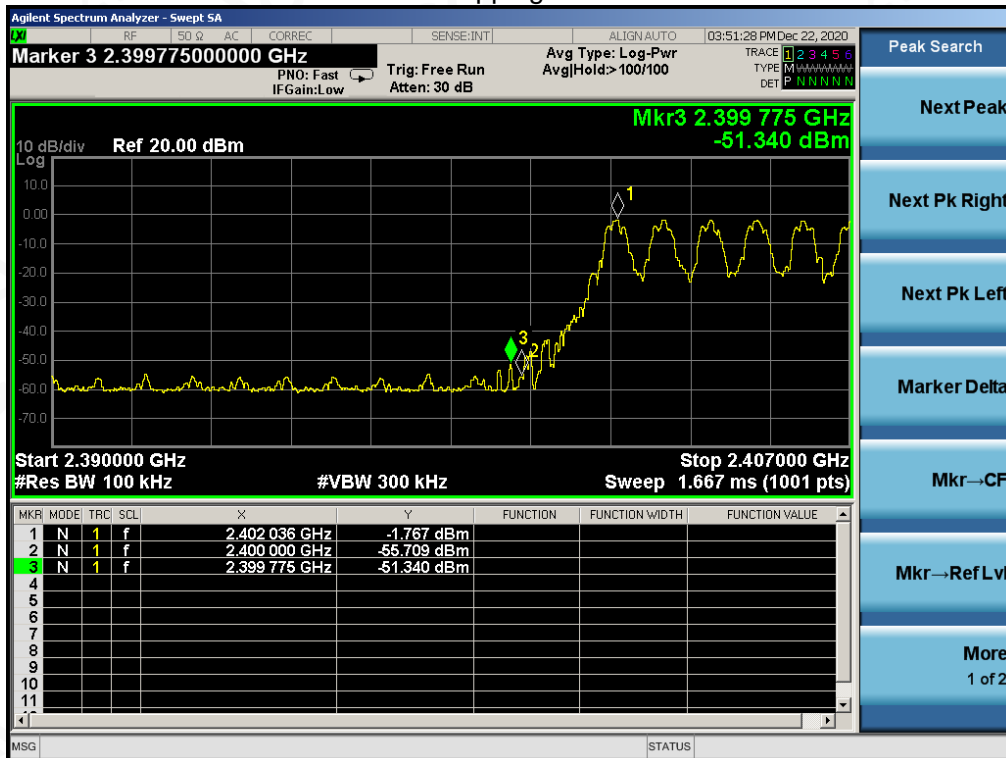 Agilent Spectrum Analyzer - Swept SA
LXI RF 50 Ω AC CORREC SENSE:INT ALIGN AUTO 03:51:28 PM Dec 22, 2020
Marker 3 2.399775000000 GHz
PNO: Fast
IFGain:Low
Trig: Free Run
Atten: 30 dB
Avg Type: Log-Pwr
Avg|Hold:>100/100
TRACE 1 2 3 4 5 6
TYPE M WWWWW
DET P N N N N N
Mkr3 2.399 775 GHz
-51.340 dBm
10 dB/div Ref 20.00 dBm
Log
10.0
0.00
-10.0
-20.0
-30.0
-40.0
-50.0
-60.0
-70.0
1
3
2
Start 2.390000 GHz Stop 2.407000 GHz
#Res BW 100 kHz #VBW 300 kHz Sweep 1.667 ms (1001 pts)
MKR MODE TRC SCL X Y FUNCTION FUNCTION WIDTH FUNCTION VALUE
1 N 1 f 2.402 036 GHz -1.767 dBm
2 N 1 f 2.400 000 GHz -55.709 dBm
3 N 1 f 2.399 775 GHz -51.340 dBm
4
5
6
7
8
9
10
11
MSG STATUS
Peak Search
Next Peak
Next Pk Right
Next Pk Left
Marker Delta
Mkr→CF
Mkr→Ref Lvl
More
1 of 2